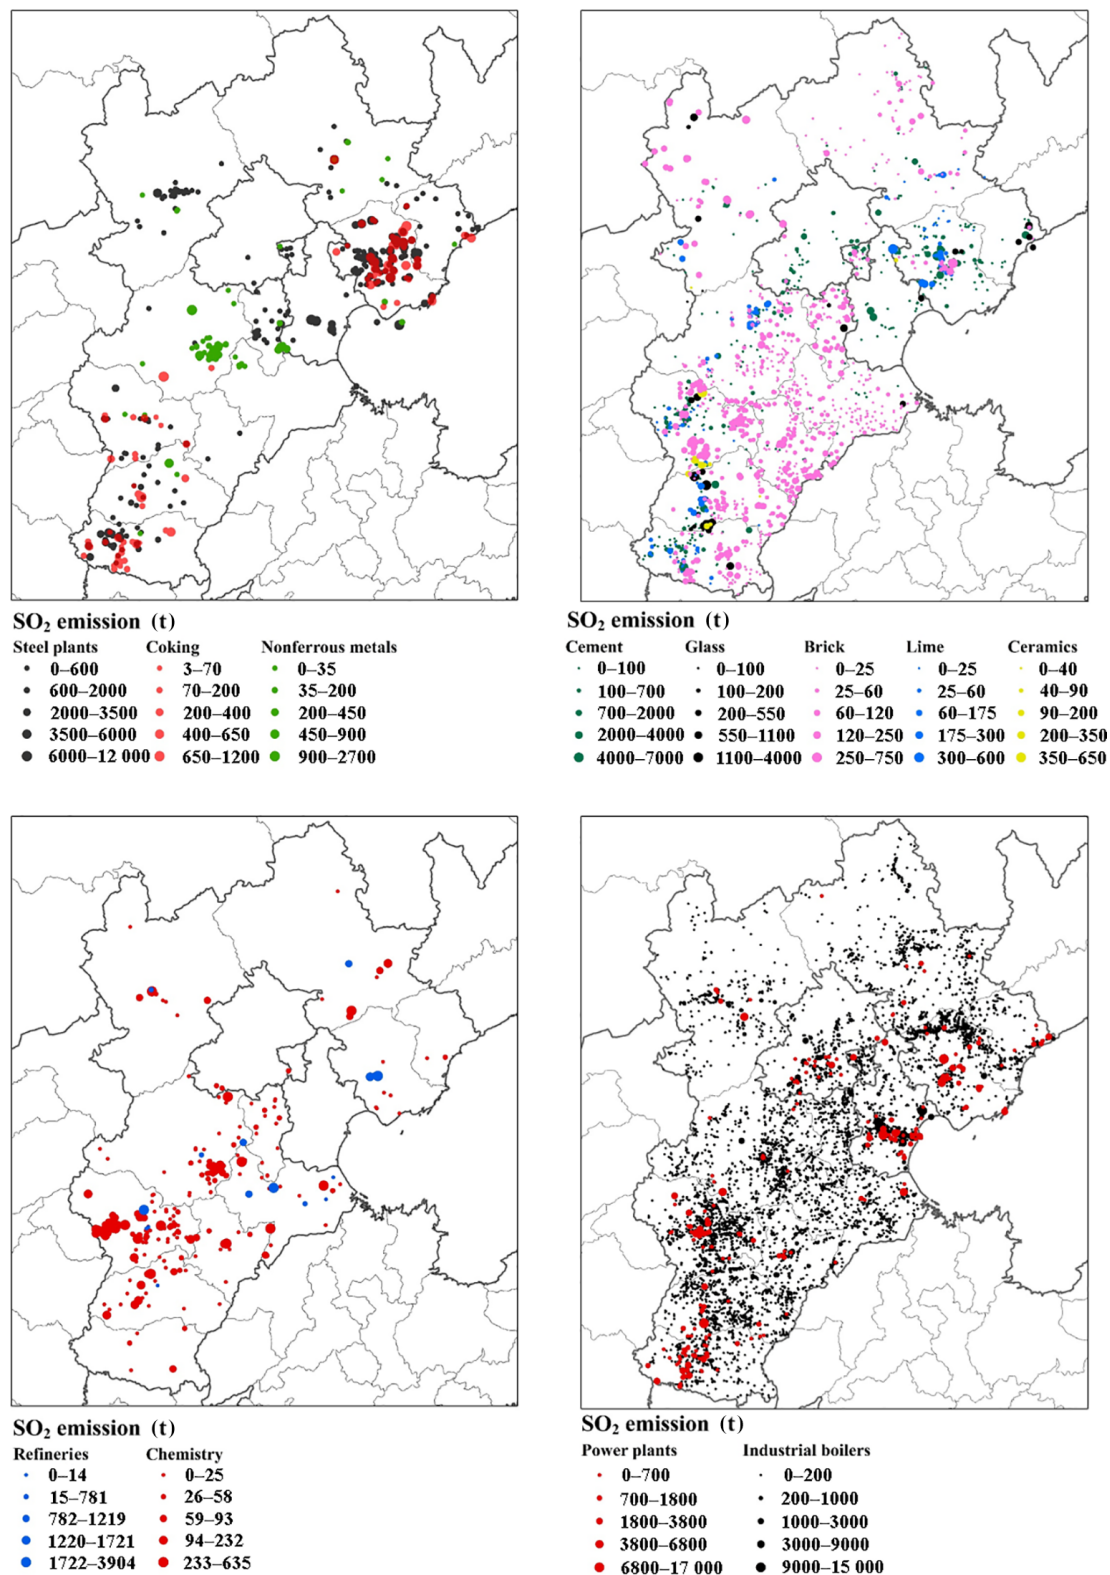 SO₂ emission (t)
Steel plants Coking Nonferrous metals
0–600 3–70 0–35
600–2000 70–200 35–200
2000–3500 200–400 200–450
3500–6000 400–650 450–900
6000–12 000 650–1200 900–2700
SO₂ emission (t)
Cement Glass Brick Lime Ceramics
0–100 0–100 0–25 0–25 0–40
100–700 100–200 25–60 25–60 40–90
700–2000 200–550 60–120 60–175 90–200
2000–4000 550–1100 120–250 175–300 200–350
4000–7000 1100–4000 250–750 300–600 350–650
SO₂ emission (t)
Refineries Chemistry
0–14 0–25
15–781 26–58
782–1219 59–93
1220–1721 94–232
1722–3904 233–635
SO₂ emission (t)
Power plants Industrial boilers
0–700 0–200
700–1800 200–1000
1800–3800 1000–3000
3800–6800 3000–9000
6800–17 000 9000–15 000